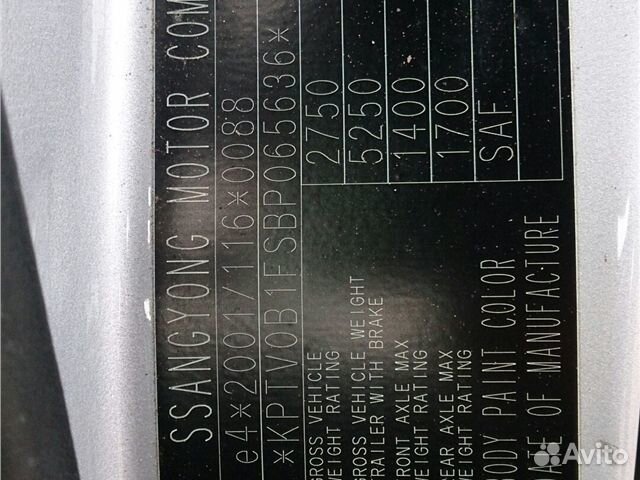 SSANGYONG MOTOR COM
e4*2001/116*0088
*KPTV0B1FSBP065636*
GROSS VEHICLE WEIGHT RATING 2750
GROSS VEHICLE WEIGHT TRAILER WITH BRAKE 5250
FRONT AXLE MAX WEIGHT RATING 1400
REAR AXLE MAX WEIGHT RATING 1700
BODY PAINT COLOR SAF
DATE OF MANUFACTURE
Avito